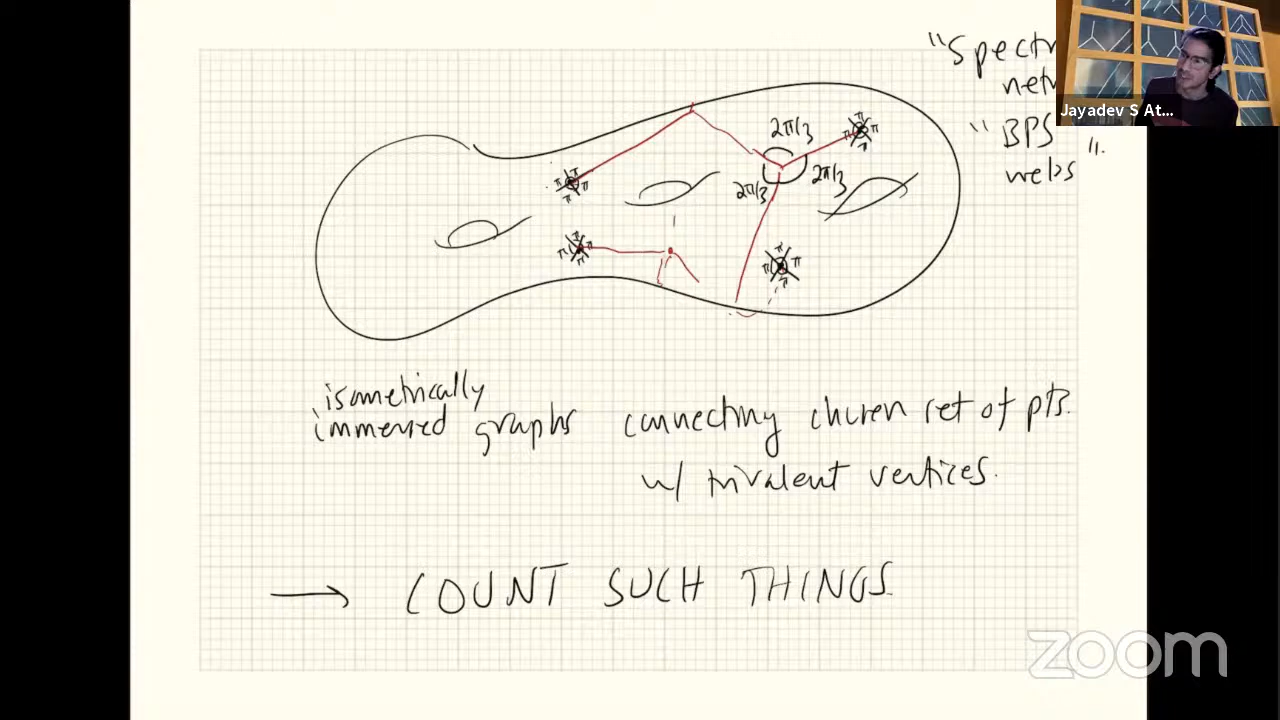 "Spectr
netw
"BPS
webs".
Jayadev S At...
2π/3
2π/3
2π/3
π π π π
π π π π
π π π π
π π π π
isometrically
immersed graphs connecting chosen set of pts.
w/ trivalent vertices.
→ COUNT SUCH THINGS.
zoom